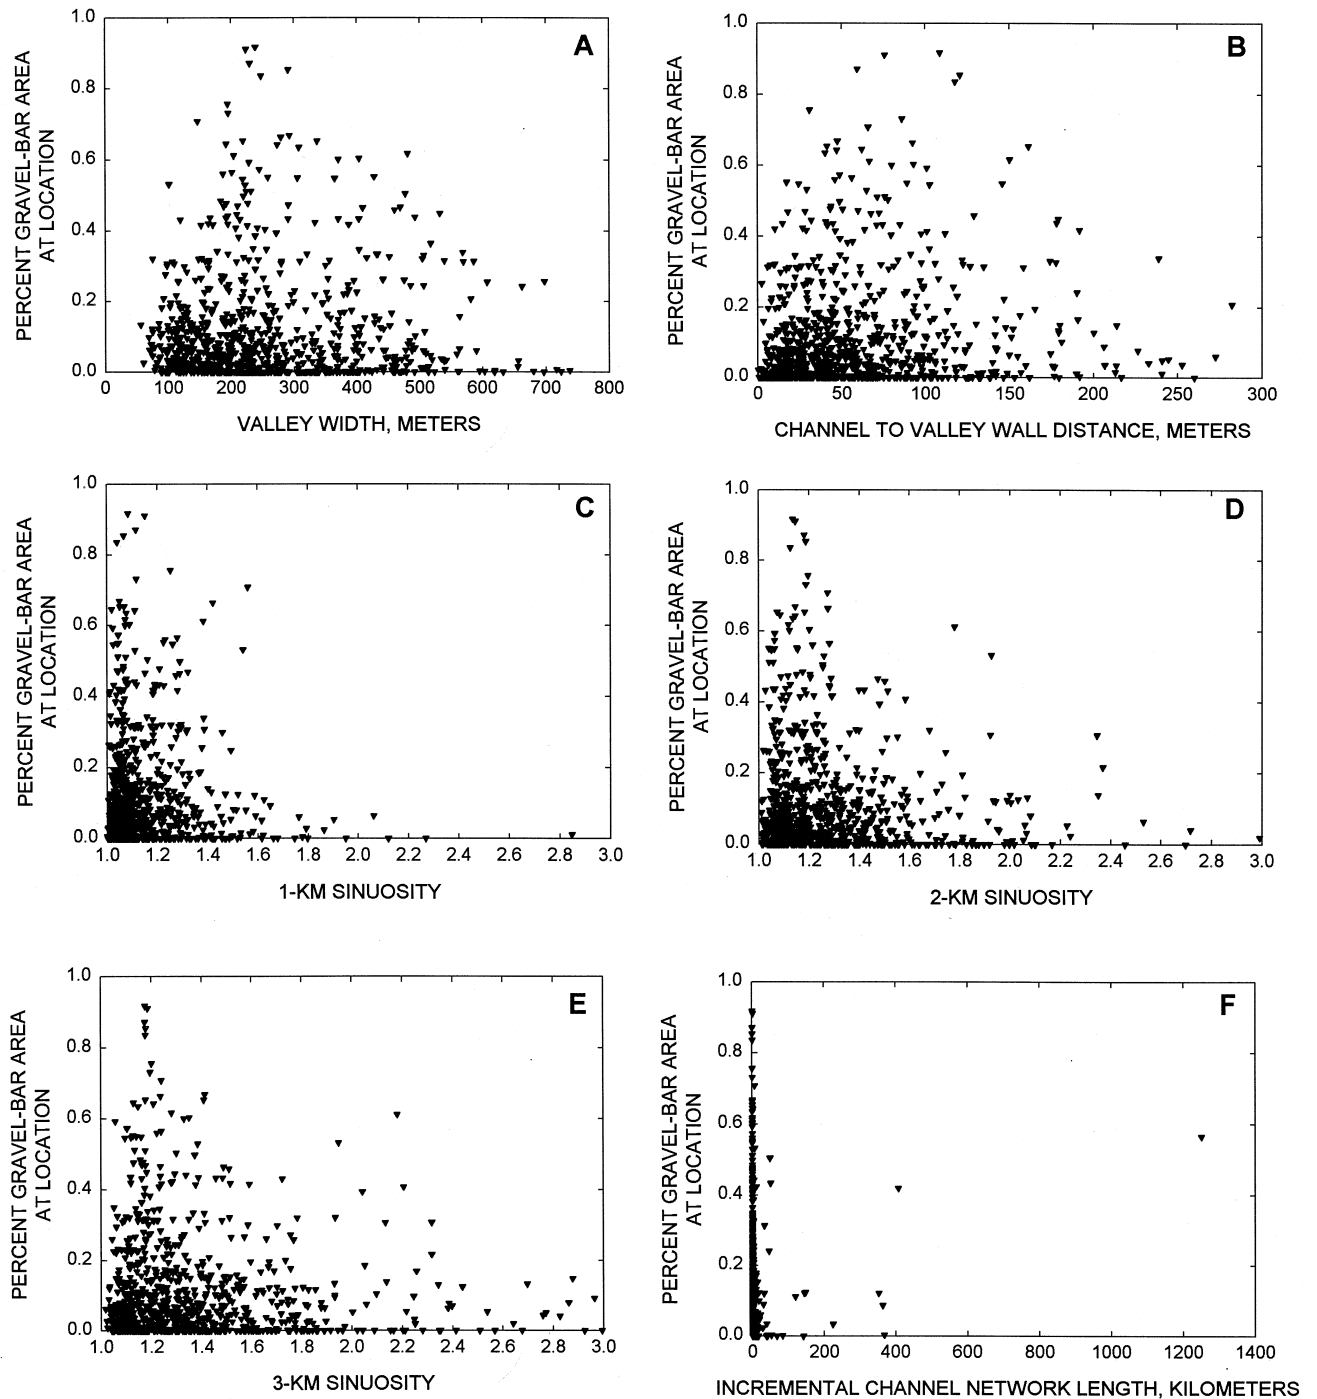 A
PERCENT GRAVEL-BAR AREA
AT LOCATION
1.0
0.8
0.6
0.4
0.2
0.0
0 100 200 300 400 500 600 700 800
VALLEY WIDTH, METERS
B
PERCENT GRAVEL-BAR AREA
AT LOCATION
1.0
0.8
0.6
0.4
0.2
0.0
0 50 100 150 200 250 300
CHANNEL TO VALLEY WALL DISTANCE, METERS
C
PERCENT GRAVEL-BAR AREA
AT LOCATION
1.0
0.8
0.6
0.4
0.2
0.0
1.0 1.2 1.4 1.6 1.8 2.0 2.2 2.4 2.6 2.8 3.0
1-KM SINUOSITY
D
PERCENT GRAVEL-BAR AREA
AT LOCATION
1.0
0.8
0.6
0.4
0.2
0.0
1.0 1.2 1.4 1.6 1.8 2.0 2.2 2.4 2.6 2.8 3.0
2-KM SINUOSITY
E
PERCENT GRAVEL-BAR AREA
AT LOCATION
1.0
0.8
0.6
0.4
0.2
0.0
1.0 1.2 1.4 1.6 1.8 2.0 2.2 2.4 2.6 2.8 3.0
3-KM SINUOSITY
F
PERCENT GRAVEL-BAR AREA
AT LOCATION
1.0
0.8
0.6
0.4
0.2
0.0
0 200 400 600 800 1000 1200 1400
INCREMENTAL CHANNEL NETWORK LENGTH, KILOMETERS